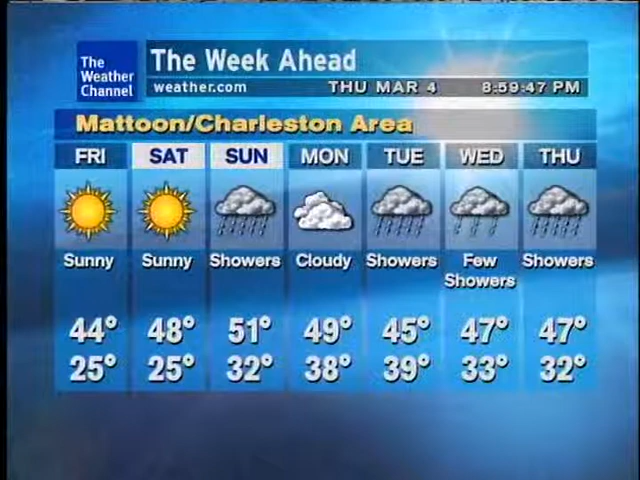 The
Weather
Channel
The Week Ahead
weather.com THU MAR 4 8:59:47 PM
Mattoon/Charleston Area
FRI SAT SUN MON TUE WED THU
Sunny Sunny Showers Cloudy Showers Few Showers Showers
44° 48° 51° 49° 45° 47° 47°
25° 25° 32° 38° 39° 33° 32°